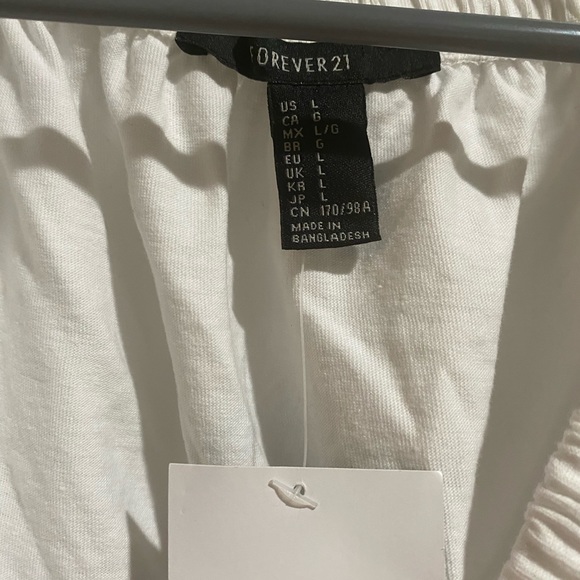 FOREVER 21
US L
CA G
MX L/G
BR G
EU L
UK L
KR L
JP L
CN 170/98A
MADE IN
BANGLADESH